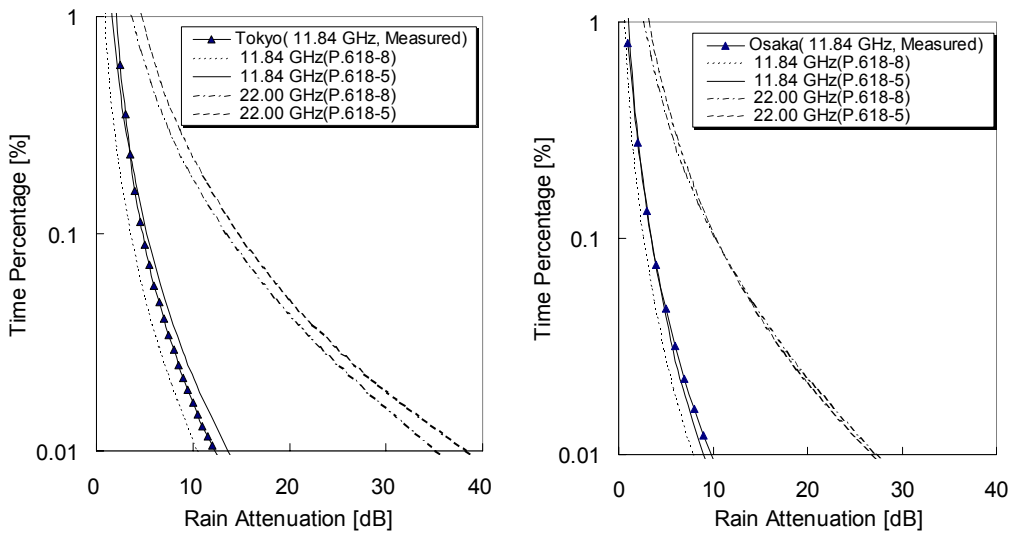 1
0.1
0.01
Time Percentage [%]
Tokyo( 11.84 GHz, Measured)
11.84 GHz(P.618-8)
11.84 GHz(P.618-5)
22.00 GHz(P.618-8)
22.00 GHz(P.618-5)
0 10 20 30 40
Rain Attenuation [dB]
1
0.1
0.01
Time Percentage [%]
Osaka( 11.84 GHz, Measured)
11.84 GHz(P.618-8)
11.84 GHz(P.618-5)
22.00 GHz(P.618-8)
22.00 GHz(P.618-5)
0 10 20 30 40
Rain Attenuation [dB]